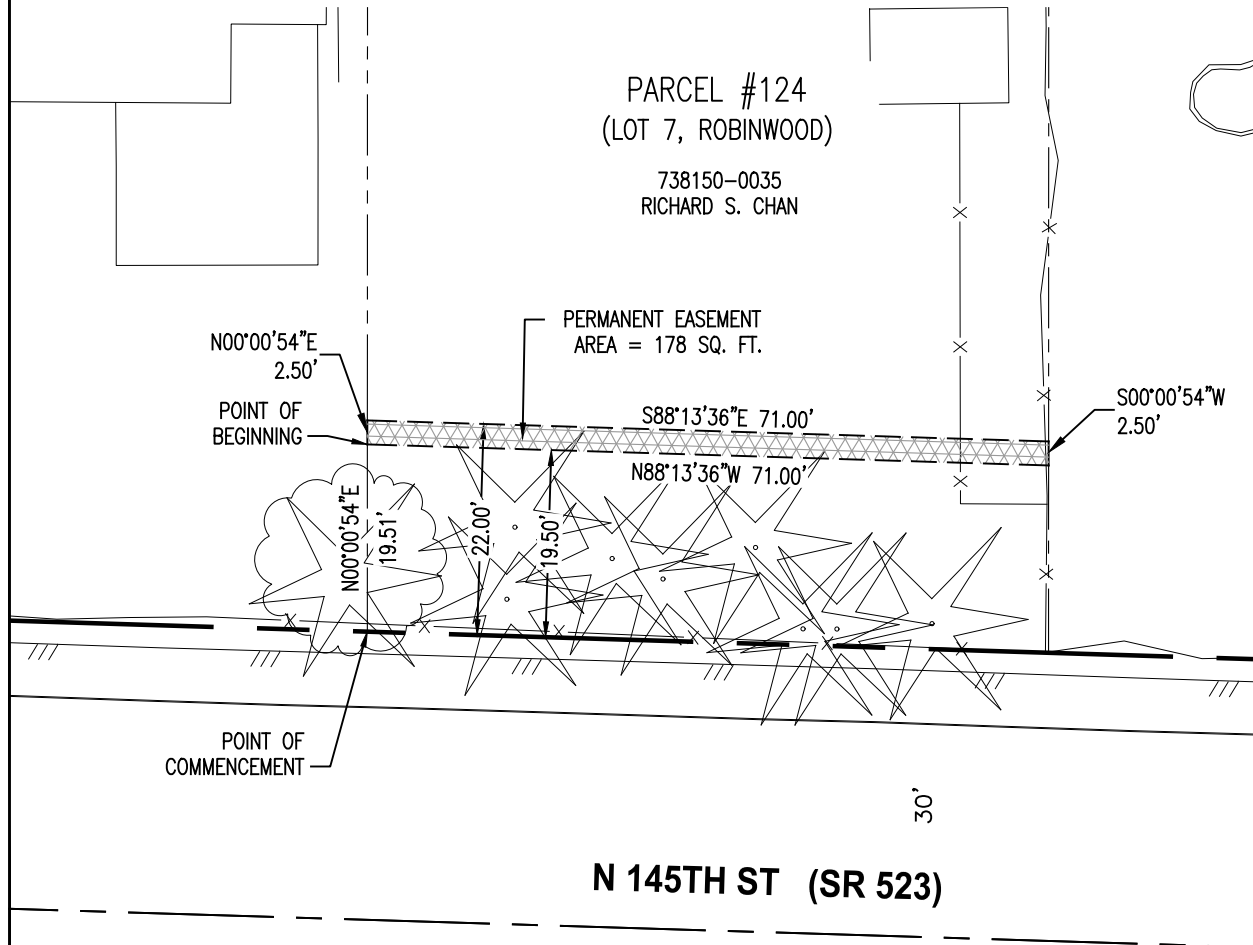 PARCEL #124
(LOT 7, ROBINWOOD)
738150-0035
RICHARD S. CHAN
PERMANENT EASEMENT
AREA = 178 SQ. FT.
N00°00'54"E
2.50'
POINT OF
BEGINNING
S88°13'36"E 71.00'
S00°00'54"W
2.50'
N88°13'36"W 71.00'
N00°00'54"E
19.51'
22.00'
19.50'
POINT OF
COMMENCEMENT
30'
N 145TH ST (SR 523)